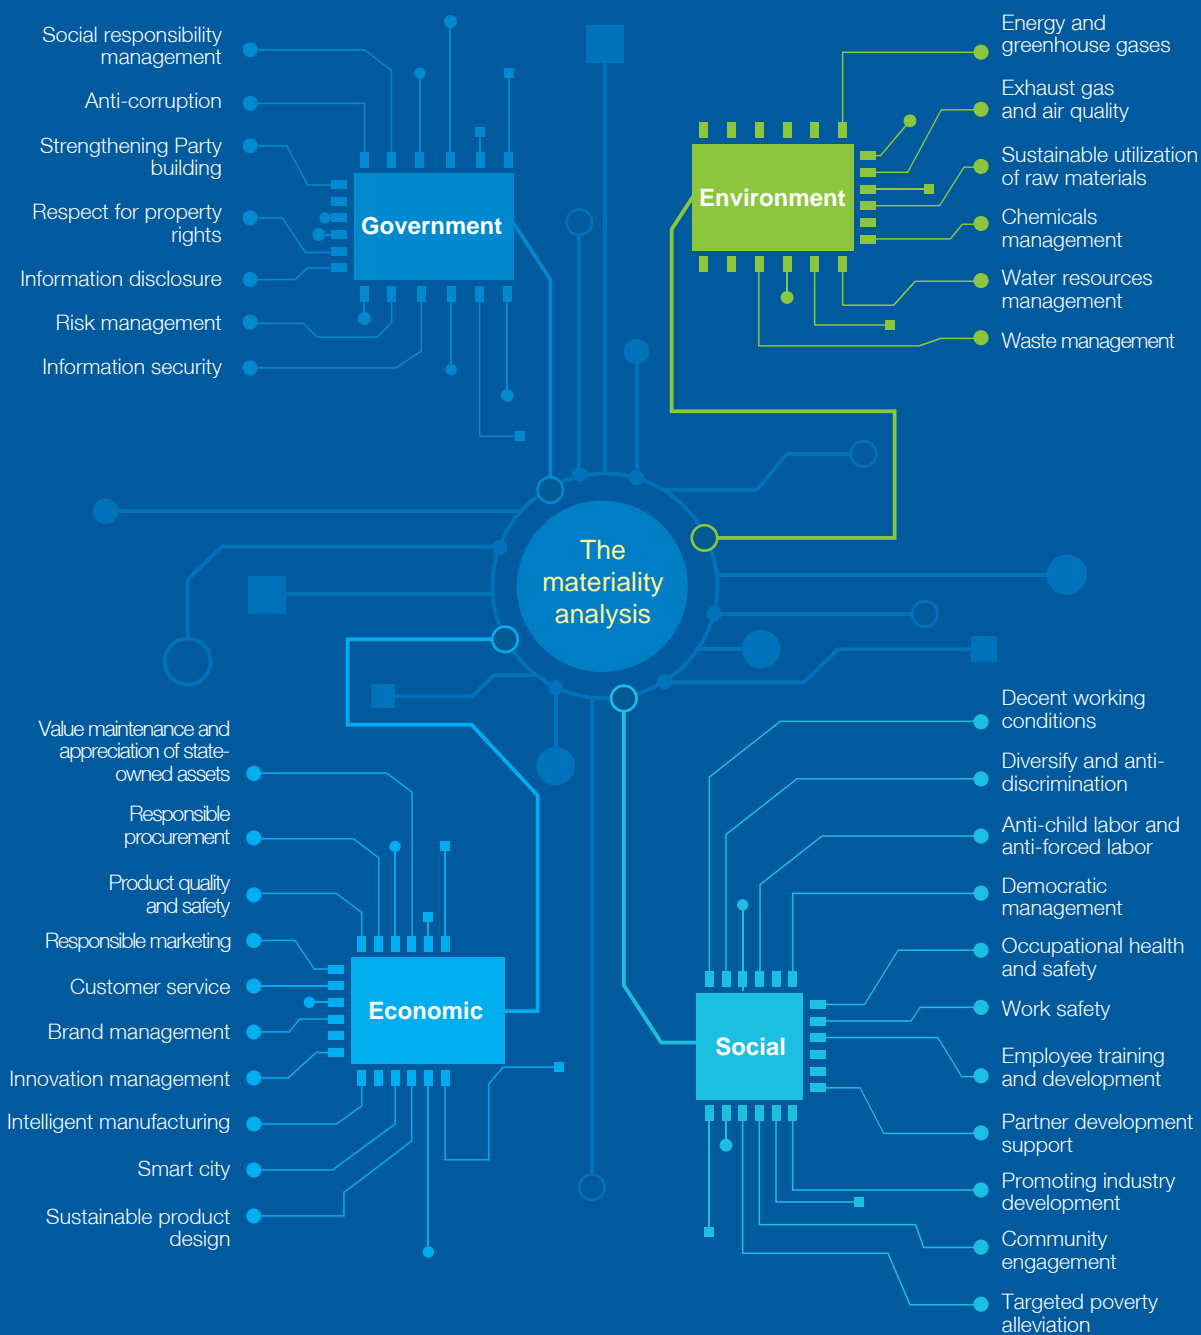 Social responsibility
management
Anti-corruption
Strengthening Party
building
Respect for property
rights
Information disclosure
Risk management
Information security
Government
Energy and
greenhouse gases
Exhaust gas
and air quality
Sustainable utilization
of raw materials
Chemicals
management
Water resources
management
Waste management
Environment
The
materiality
analysis
Value maintenance and
appreciation of state-
owned assets
Responsible
procurement
Product quality
and safety
Responsible marketing
Customer service
Brand management
Innovation management
Intelligent manufacturing
Smart city
Sustainable product
design
Economic
Decent working
conditions
Diversify and anti-
discrimination
Anti-child labor and
anti-forced labor
Democratic
management
Occupational health
and safety
Work safety
Employee training
and development
Partner development
support
Promoting industry
development
Community
engagement
Targeted poverty
alleviation
Social